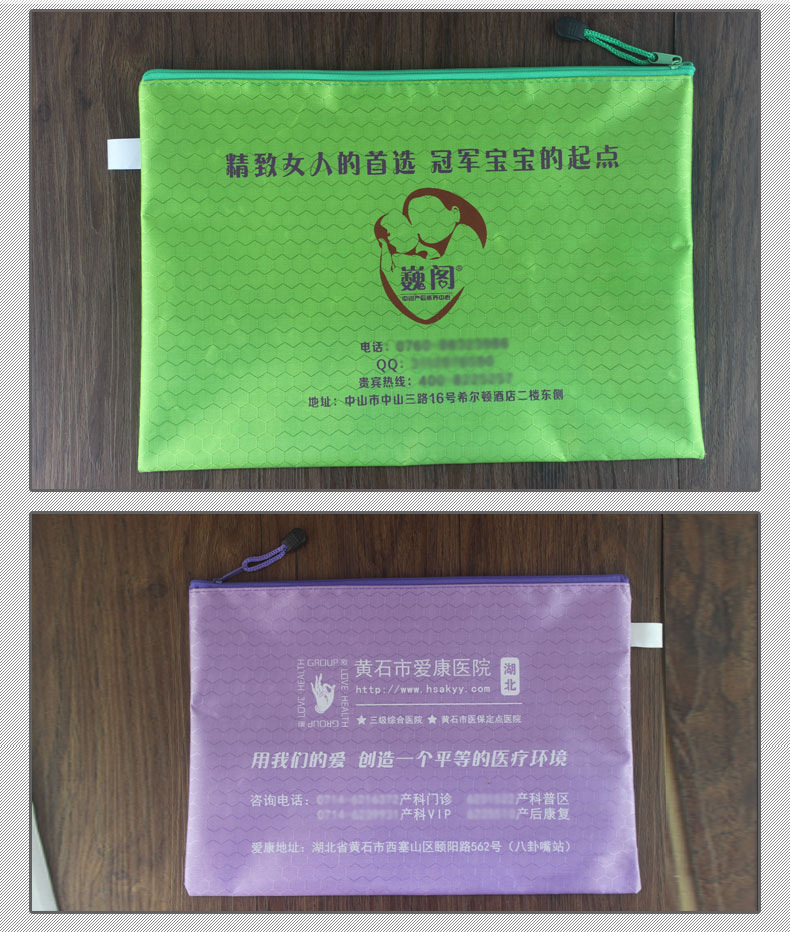 精致女人的首选 冠军宝宝的起点
巍阁®
电话:
QQ:
贵宾热线:
地址:中山市中山三路16号希尔顿酒店二楼东侧
GROUP
LOVE·HEALTH
LOVE·HEALTH
GROUP
黄石市爱康医院
湖北
http://www.hsakyy.com
★三级综合医院 ★黄石市医保定点医院
用我们的爱 创造一个平等的医疗环境
咨询电话: 产科门诊 产科普区
产科VIP 产后康复
爱康地址:湖北省黄石市西塞山区颐阳路562号(八卦嘴站)